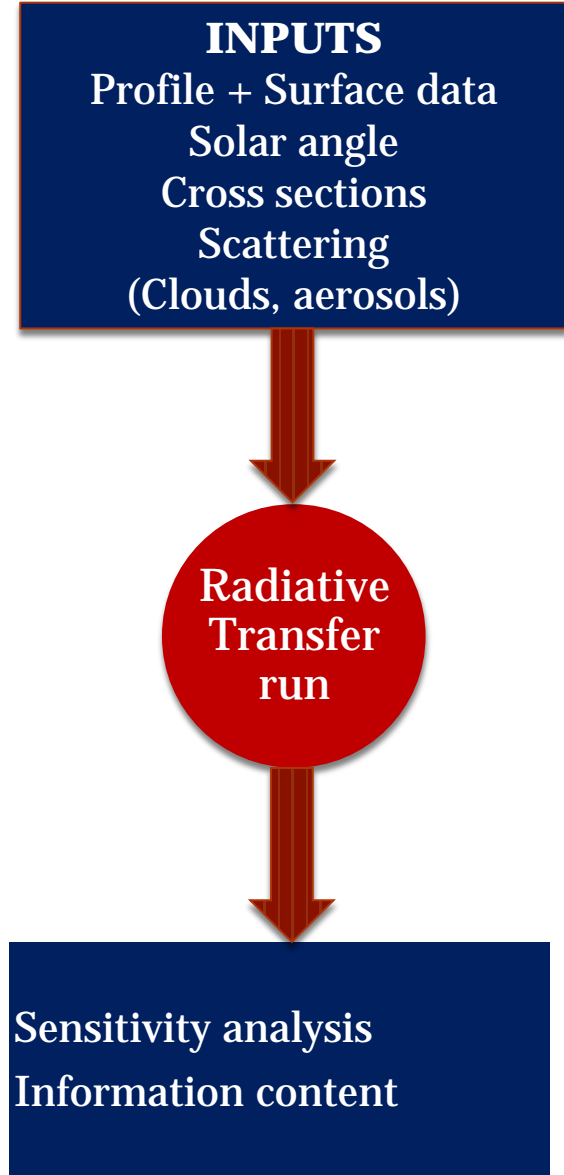 INPUTS
Profile + Surface data
Solar angle
Cross sections
Scattering
(Clouds, aerosols)
Radiative
Transfer
run
Sensitivity analysis
Information content